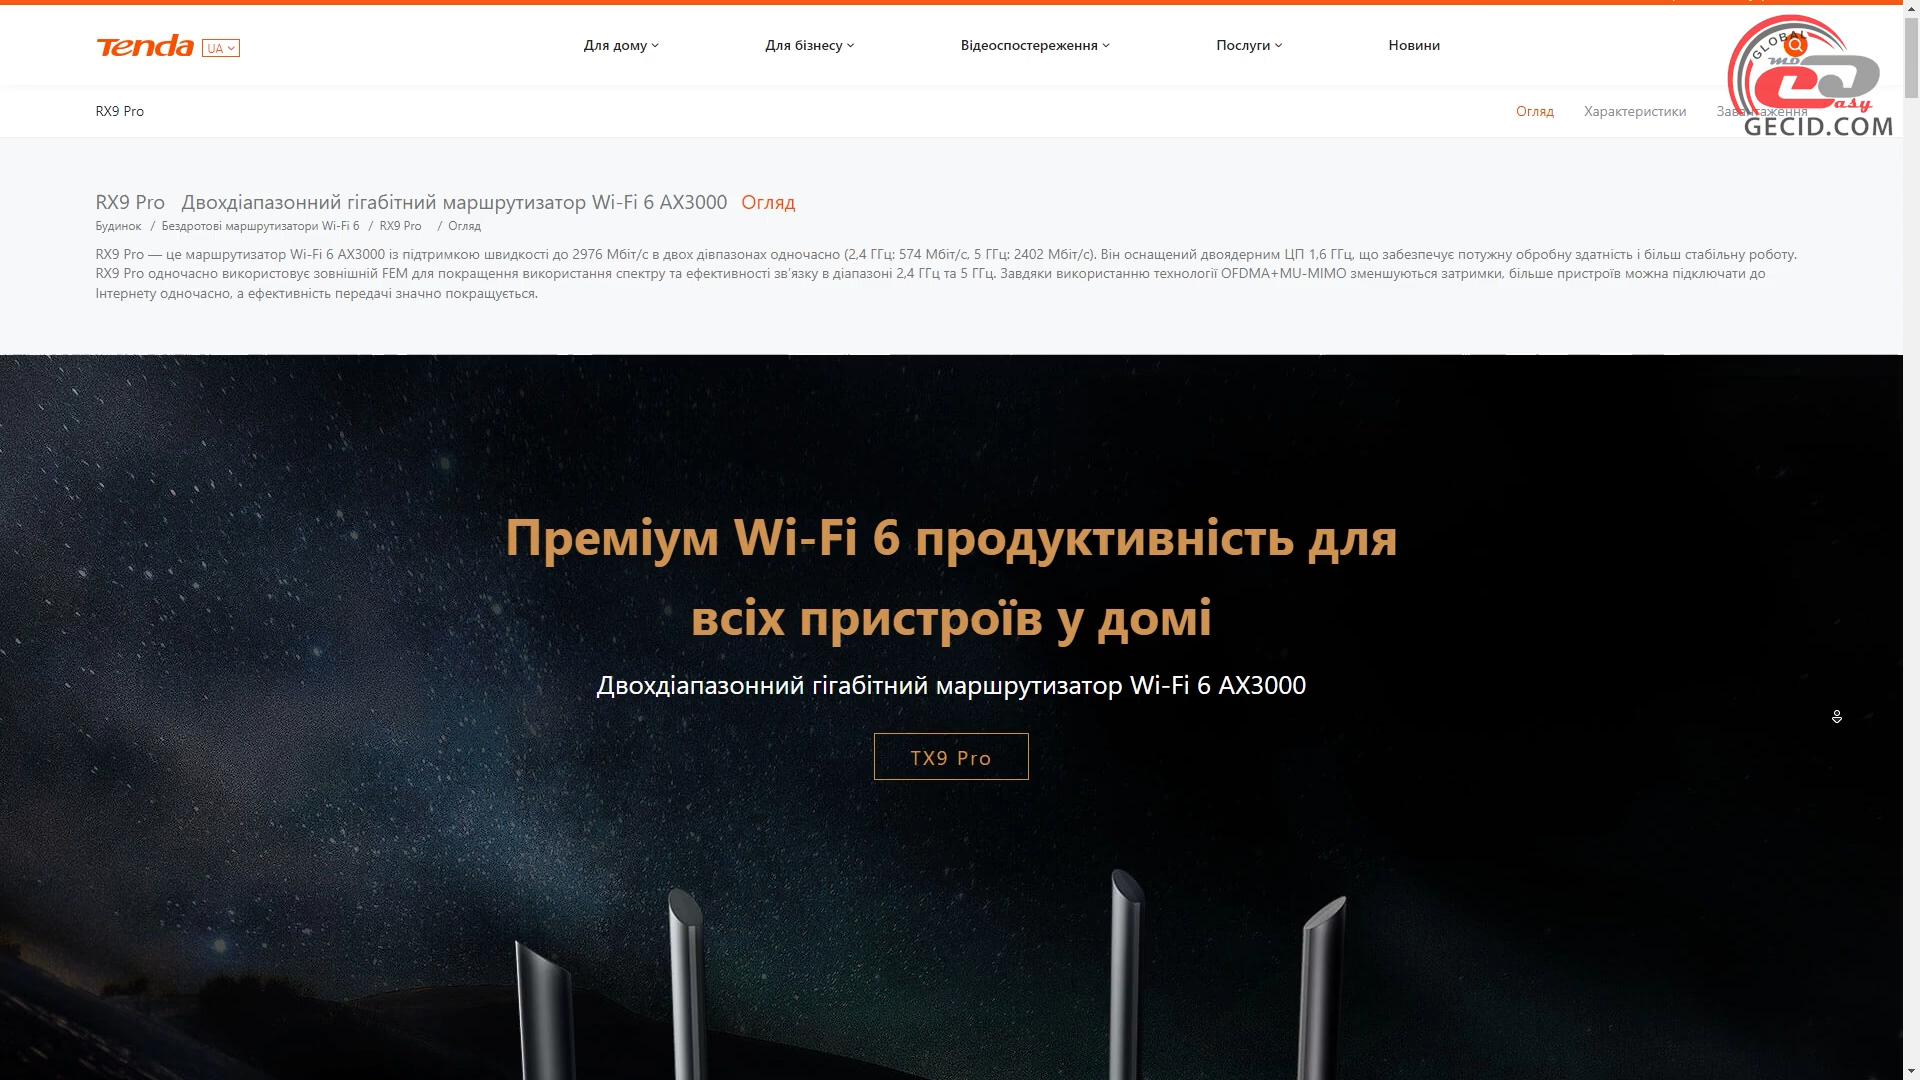 Tenda UA
Для дому
Для бізнесу
Відеоспостереження
Послуги
Новини
GLOBAL
mo
easy
GECID.COM
RX9 Pro
Огляд
Характеристики
Завантаження
RX9 Pro Двохдіапазонний гігабітний маршрутизатор Wi-Fi 6 AX3000 Огляд
Будинок / Бездротові маршрутизатори Wi-Fi 6 / RX9 Pro / Огляд
RX9 Pro — це маршрутизатор Wi-Fi 6 AX3000 із підтримкою швидкості до 2976 Мбіт/с в двох дівпазонах одночасно (2,4 ГГц: 574 Мбіт/с, 5 ГГц: 2402 Мбіт/с). Він оснащений двоядерним ЦП 1,6 ГГц, що забезпечує потужну обробну здатність і більш стабільну роботу.
RX9 Pro одночасно використовує зовнішній FEM для покращення використання спектру та ефективності зв'язку в діапазоні 2,4 ГГц та 5 ГГц. Завдяки використанню технології OFDMA+MU-MIMO зменшуються затримки, більше пристроїв можна підключати до
Інтернету одночасно, а ефективність передачі значно покращується.
Преміум Wi-Fi 6 продуктивність для
всіх пристроїв у домі
Двохдіапазонний гігабітний маршрутизатор Wi-Fi 6 AX3000
TX9 Pro